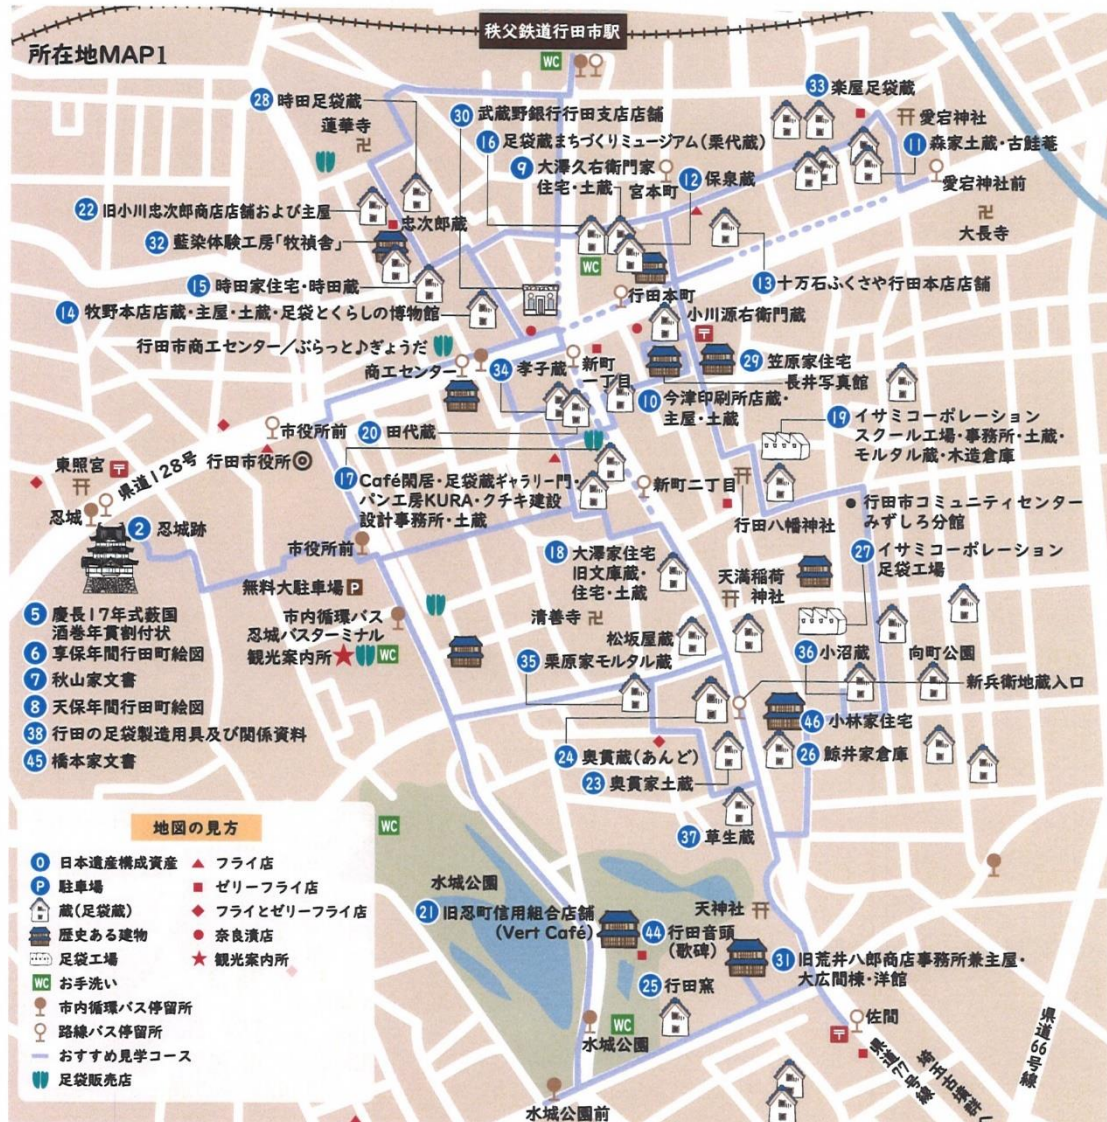 所在地MAP1
秩父鉄道行田市駅
WC
28 時田足袋蔵
蓮華寺
30 武蔵野銀行行田支店店舗
16 足袋蔵まちづくりミュージアム(栗代蔵)
9 大澤久右衛門家
住宅・土蔵
宮本町
12 保泉蔵
33 楽屋足袋蔵
愛宕神社
11 森家土蔵・古鮭菴
愛宕神社前
大長寺
22 旧小川忠次郎商店店舗および主屋
忠次郎蔵
32 藍染体験工房「牧禎舎」
WC
13 十万石ふくさや行田本店店舗
15 時田家住宅・時田蔵
行田本町
14 牧野本店店蔵・主屋・土蔵・足袋とくらしの博物館
小川源右衛門蔵
行田市商工センター/ぶらっと♪ぎょうだ
商工センター
34 孝子蔵
新町
一丁目
29 笠原家住宅
長井写真館
10 今津印刷所店蔵・
主屋・土蔵
19 イサミコーポレーション
スクール工場・事務所・土蔵・
モルタル蔵・木造倉庫
市役所前
20 田代蔵
行田市役所
東照宮
県道128号
17 Café閑居・足袋蔵ギャラリー門・
パン工房KURA・クチキ建設
設計事務所・土蔵
新町二丁目
行田八幡神社
行田市コミュニティセンター
みずしろ分館
忍城
2 忍城跡
市役所前
18 大澤家住宅
旧文庫蔵・
住宅・土蔵
27 イサミコーポレーション
足袋工場
天満稲荷
神社
無料大駐車場 P
清善寺
5 慶長17年式薮国
酒巻年貫割付状
6 享保年間行田町絵図
7 秋山家文書
8 天保年間行田町絵図
38 行田の足袋製造用具及び関係資料
45 橋本家文書
市内循環バス
忍城バスターミナル
観光案内所
WC
松坂屋蔵
35 栗原家モルタル蔵
36 小沼蔵
向町公園
新兵衛地蔵入口
46 小林家住宅
24 奥貫蔵(あんど)
26 鯨井家倉庫
23 奥貫家土蔵
37 草生蔵
WC
水城公園
21 旧忍町信用組合店舗
(Vert Café)
44 行田音頭
(歌碑)
天神社
31 旧荒井八郎商店事務所兼主屋・
大広間棟・洋館
25 行田窯
WC
水城公園
佐間
水城公園前
県道77号線
埼玉古墳群へ
県道66号線
地図の見方
0 日本遺産構成資産
P 駐車場
蔵(足袋蔵)
歴史ある建物
足袋工場
WC お手洗い
市内循環バス停留所
路線バス停留所
おすすめ見学コース
足袋販売店
フライ店
ゼリーフライ店
フライとゼリーフライ店
奈良漬店
観光案内所